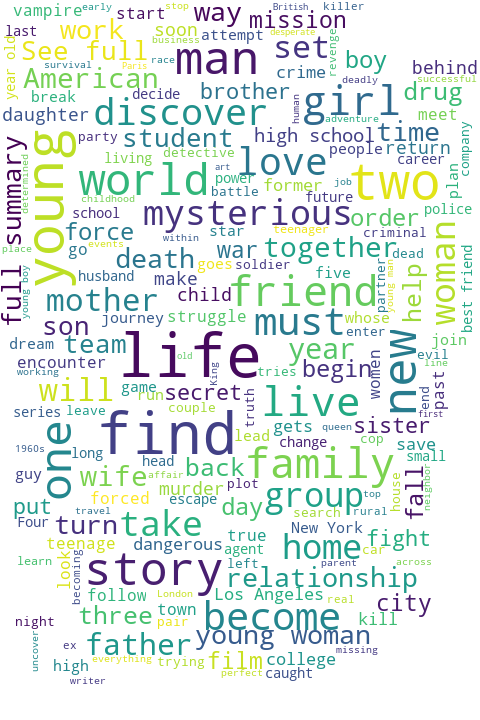 vampire
early
start
way
mission
British
stop
killer
last
work
soon
attempt
business
man
set
revenge
desperate
boy
behind
See full
American
survival
Paris
race
crime
deadly
successful
year old
break
decide
brother
girl
drug
daughter
discover
human
adventure
meet
determined
young
party
student
high school
time
people
return
career
company
summary
full
living
detective
love
plan
world
power
art
former
job
two
battle
future
childhood
school
mysterious
order
police
place
force
star
teenager
criminal
events
within
war
together
woman
go
death
goes
soldier
dead
best friend
young boy
husband
make
five
partner
young man
help
mother
child
friend
son
journey
struggle
must
whose
join
dream
team
life
year
enter
new
evil
encounter
old
King
tries
begin
women
line
working
will
game
run
secret
past
end
first
series
leave
couple
truth
live
sister
find
gets
queen
cop
save
1960s
one
long
lead
change
small
guy
head
back
family
house
fall
neighbor
affair
wife
murder
plot
put
forced
escape
day
group
top
Four
travel
search
rural
turn
take
New York
fight
teenage
dangerous
true
home
car
look
agent
across
learn
becoming
story
left
parent
relationship
follow
London
Los Angeles
real
city
three
town
become
kill
night
pair
father
young woman
missing
uncover
ex
film
college
high
everything
trying
perfect
caught
writer